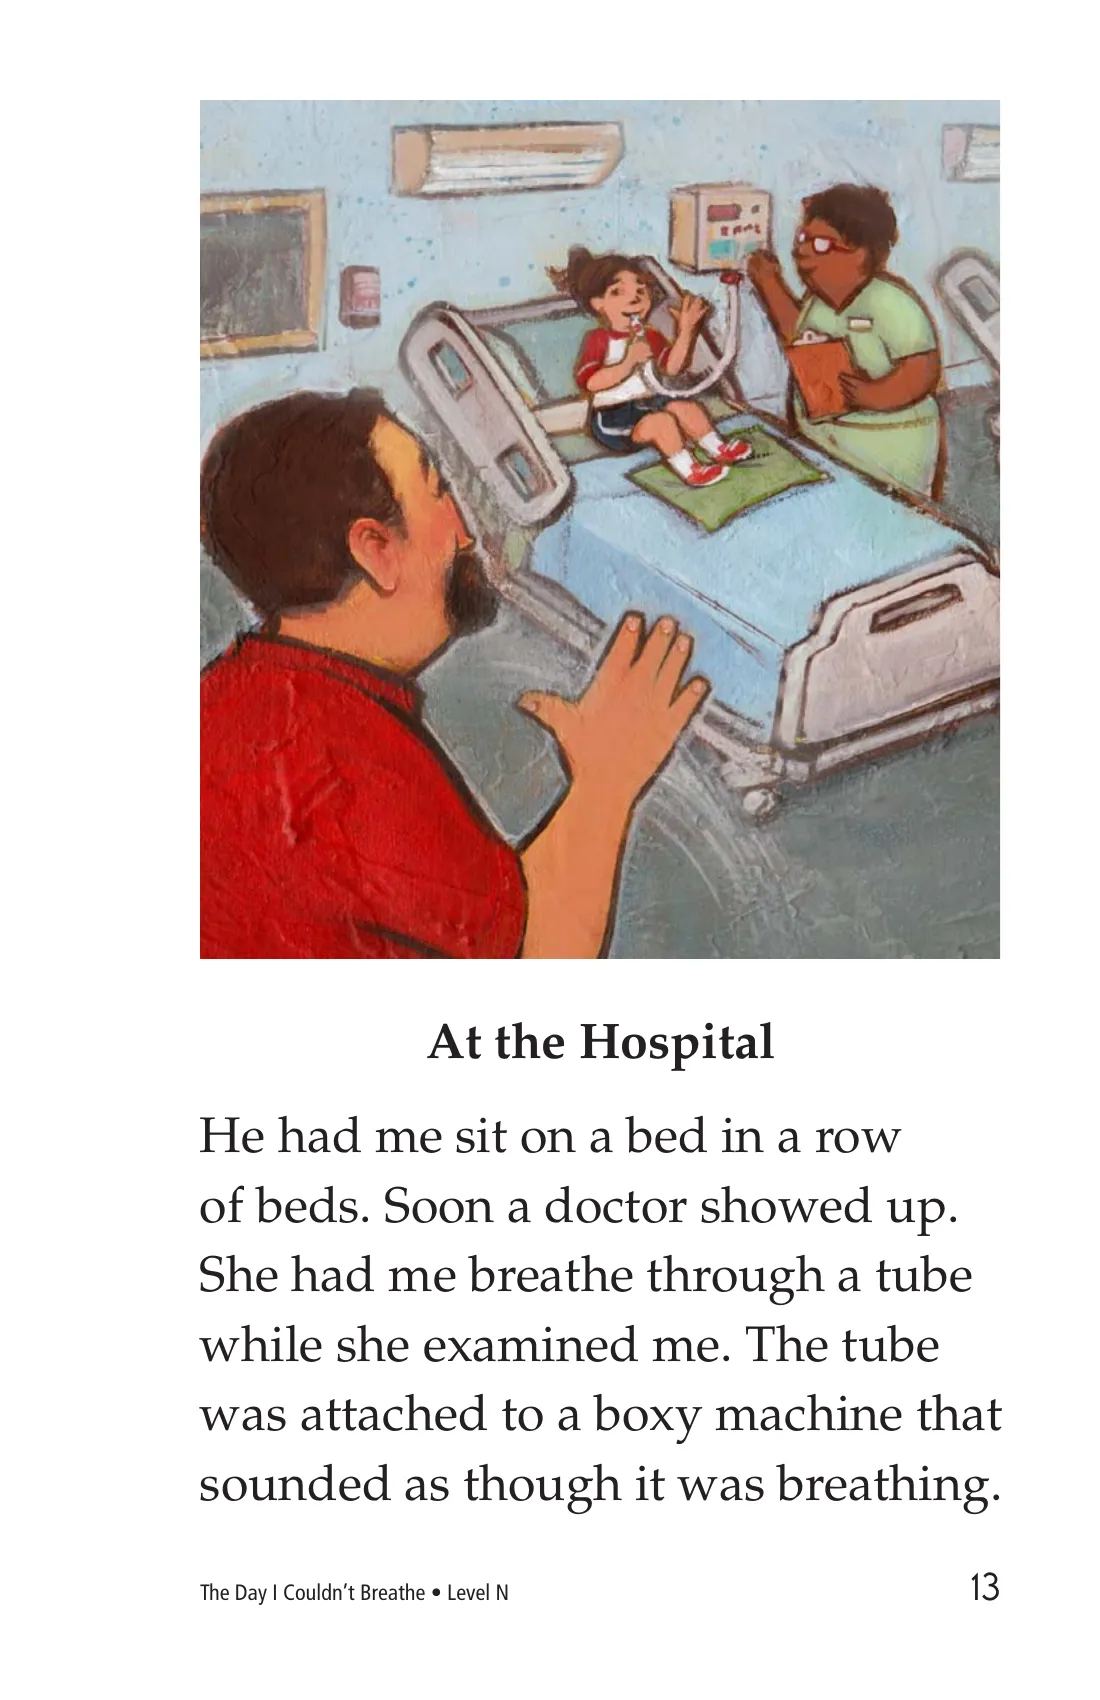 At the Hospital
He had me sit on a bed in a row
of beds. Soon a doctor showed up.
She had me breathe through a tube
while she examined me. The tube
was attached to a boxy machine that
sounded as though it was breathing.
The Day I Couldn’t Breathe • Level N
13